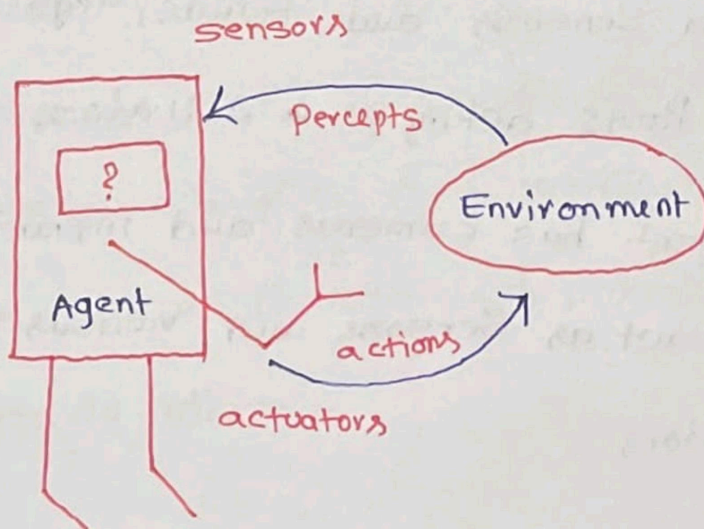 sensors
Percepts
?
Environment
Agent
actions
actuators